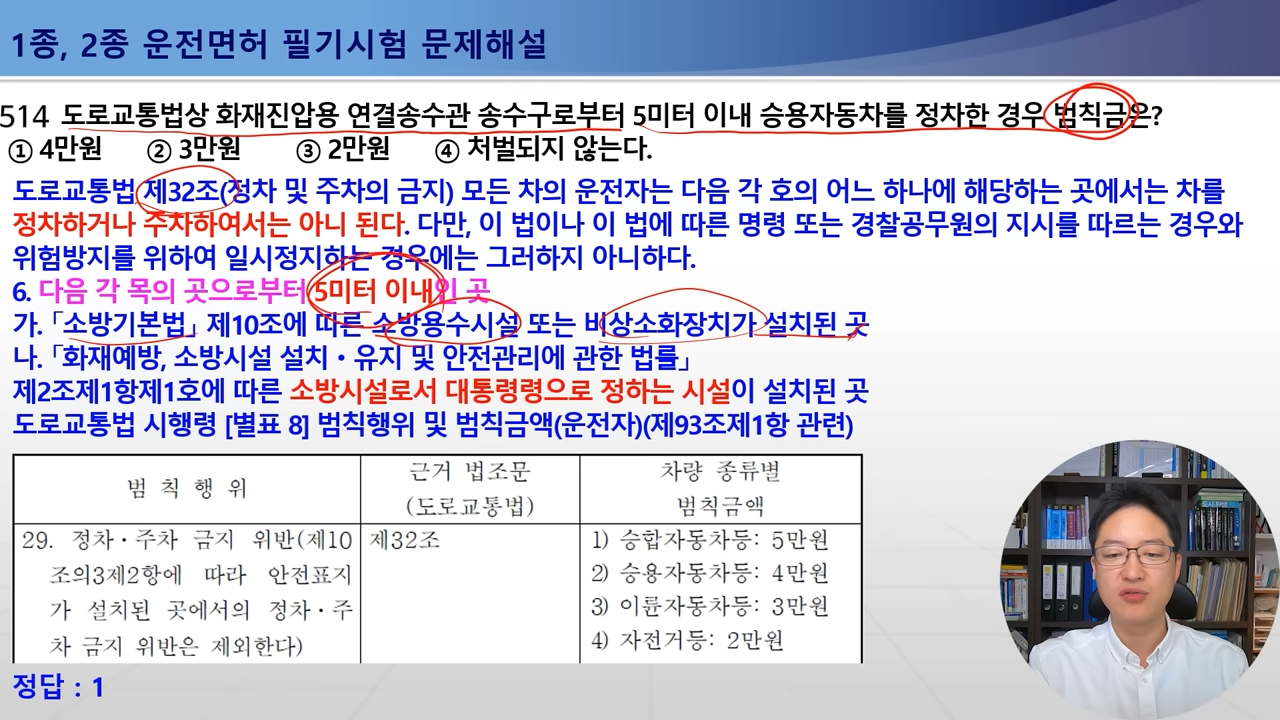 1종, 2종 운전면허 필기시험 문제해설
514 도로교통법상 화재진압용 연결송수관 송수구로부터 5미터 이내 승용자동차를 정차한 경우 범칙금은?
① 4만원 ② 3만원 ③ 2만원 ④ 처벌되지 않는다.
도로교통법 제32조(정차 및 주차의 금지) 모든 차의 운전자는 다음 각 호의 어느 하나에 해당하는 곳에서는 차를
정차하거나 주차하여서는 아니 된다. 다만, 이 법이나 이 법에 따른 명령 또는 경찰공무원의 지시를 따르는 경우와
위험방지를 위하여 일시정지하는 경우에는 그러하지 아니하다.
6. 다음 각 목의 곳으로부터 5미터 이내인 곳
가. 「소방기본법」 제10조에 따른 소방용수시설 또는 비상소화장치가 설치된 곳
나. 「화재예방, 소방시설 설치・유지 및 안전관리에 관한 법률」
제2조제1항제1호에 따른 소방시설로서 대통령령으로 정하는 시설이 설치된 곳
도로교통법 시행령 [별표 8] 범칙행위 및 범칙금액(운전자)(제93조제1항 관련)
범 칙 행 위
근거 법조문
(도로교통법)
차량 종류별
범칙금액
29. 정차・주차 금지 위반(제10
조의3제2항에 따라 안전표지
가 설치된 곳에서의 정차・주
차 금지 위반은 제외한다)
제32조
1) 승합자동차등: 5만원
2) 승용자동차등: 4만원
3) 이륜자동차등: 3만원
4) 자전거등: 2만원
정답 : 1